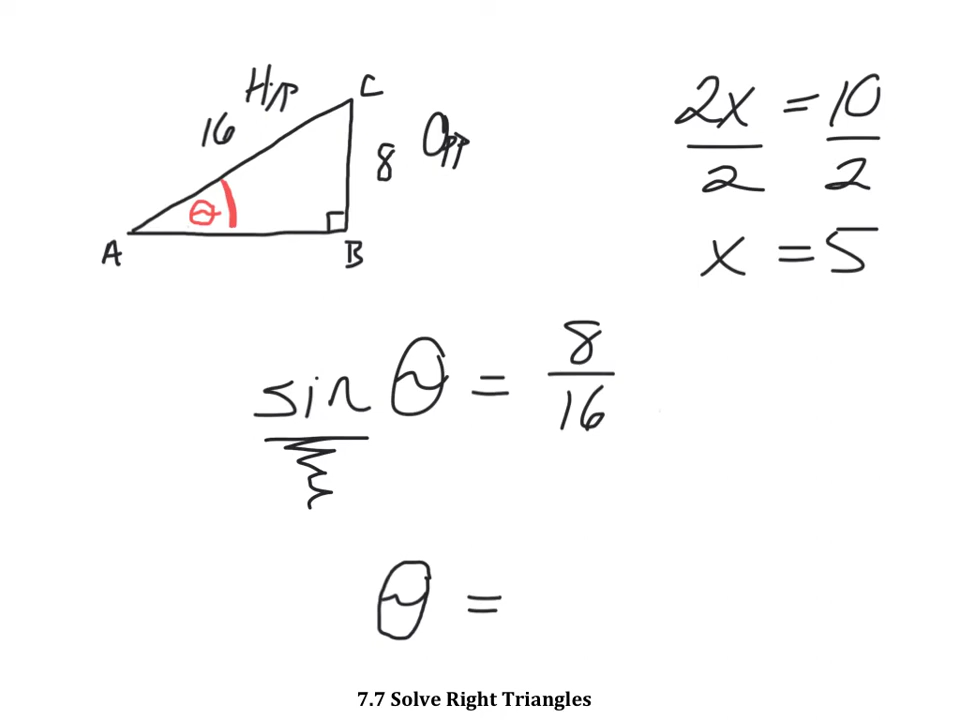 Hyp
C
16
8
Opp
θ
A
B
2x = 10
2 2
x = 5
sin θ = 8/16
θ =
7.7 Solve Right Triangles